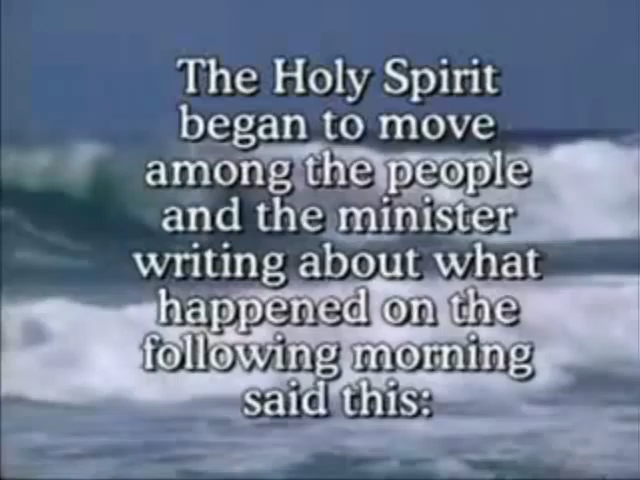 The Holy Spirit
began to move
among the people
and the minister
writing about what
happened on the
following morning
said this: